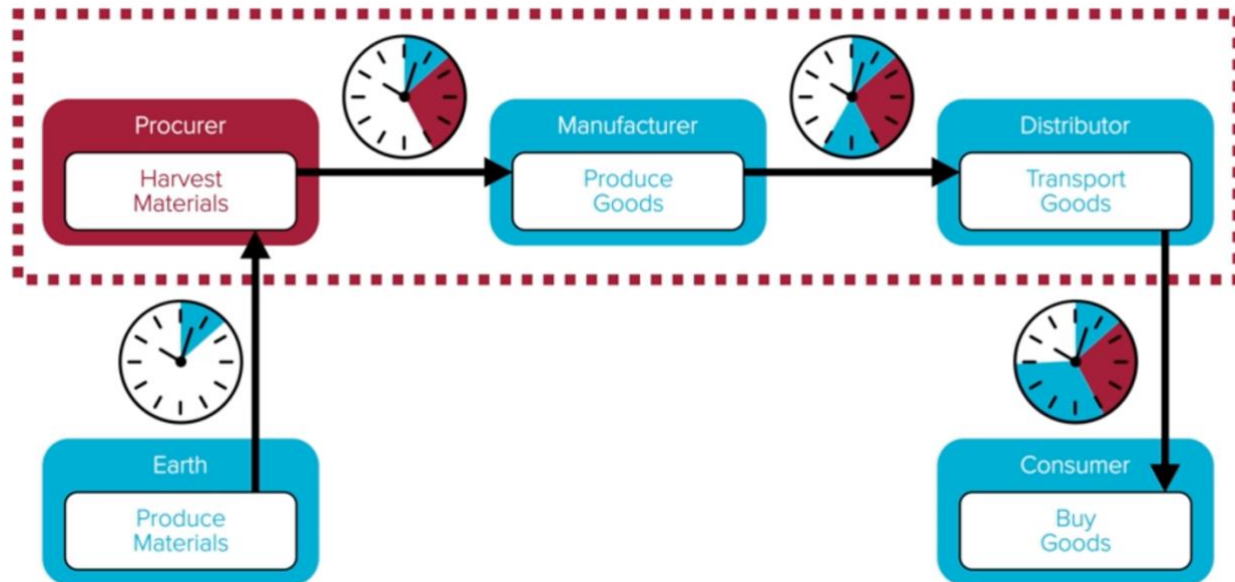 Procurer
Harvest
Materials
Manufacturer
Produce
Goods
Distributor
Transport
Goods
Earth
Produce
Materials
Consumer
Buy
Goods